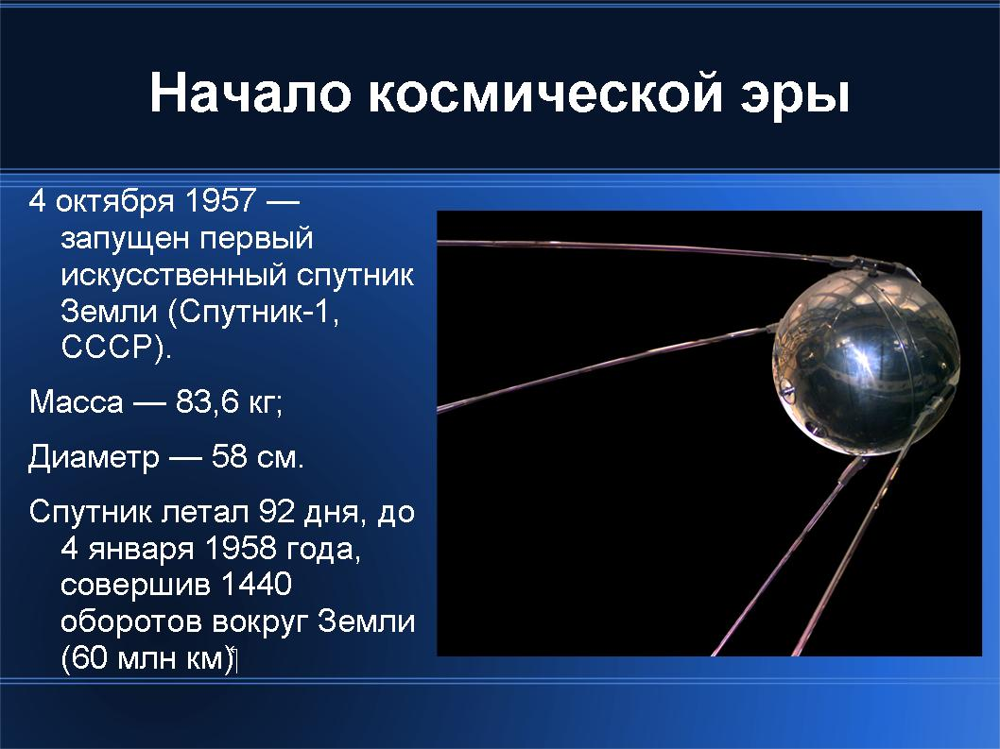 Начало космической эры
4 октября 1957 —
запущен первый
искусственный спутник
Земли (Спутник-1,
СССР).
Масса — 83,6 кг;
Диаметр — 58 см.
Спутник летал 92 дня, до
4 января 1958 года,
совершив 1440
оборотов вокруг Земли
(60 млн км)